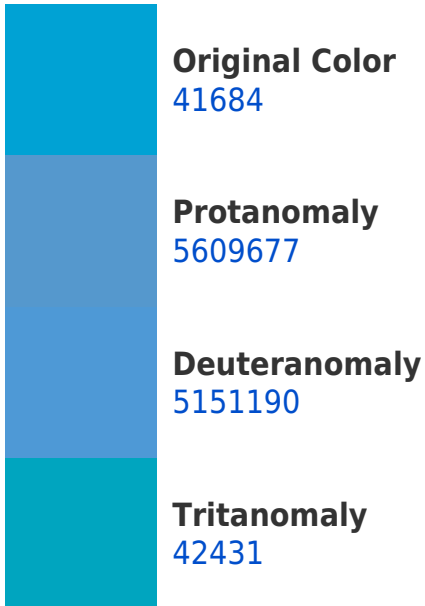 Original Color
41684
Protanomaly
5609677
Deuteranomaly
5151190
Tritanomaly
42431